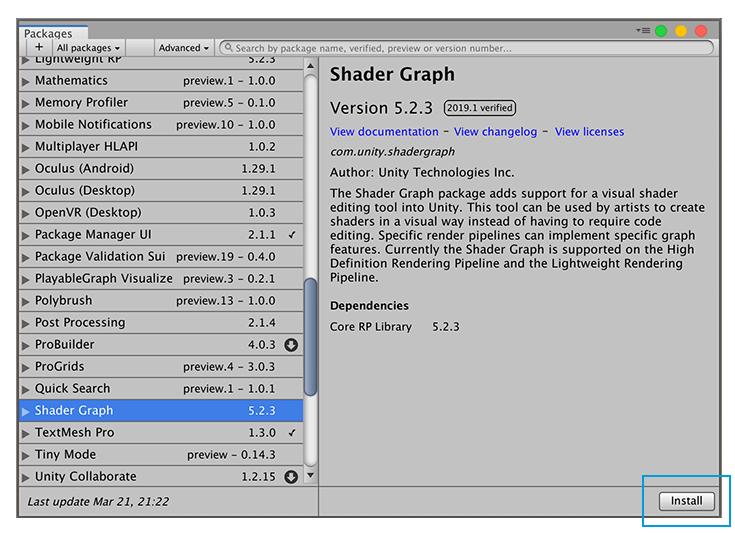 Packages
+ All packages Advanced Search by package name, verified, preview or version number...
Lightweight RP 5.2.3
Mathematics preview.1 – 1.0.0
Memory Profiler preview.5 – 0.1.0
Mobile Notifications preview.10 – 1.0.0
Multiplayer HLAPI 1.0.2
Oculus (Android) 1.29.1
Oculus (Desktop) 1.29.1
OpenVR (Desktop) 1.0.3
Package Manager UI 2.1.1 ✓
Package Validation Sui preview.19 – 0.4.0
PlayableGraph Visualize preview.3 – 0.2.1
Polybrush preview.13 – 1.0.0
Post Processing 2.1.4
ProBuilder 4.0.3
ProGrids preview.4 – 3.0.3
Quick Search preview.1 – 1.0.1
Shader Graph 5.2.3
TextMesh Pro 1.3.0 ✓
Tiny Mode preview – 0.14.3
Unity Collaborate 1.2.15
Last update Mar 21, 21:22
Shader Graph
Version 5.2.3 2019.1 verified
View documentation – View changelog – View licenses
com.unity.shadergraph
Author: Unity Technologies Inc.
The Shader Graph package adds support for a visual shader
editing tool into Unity. This tool can be used by artists to create
shaders in a visual way instead of having to require code
editing. Specific render pipelines can implement specific graph
features. Currently the Shader Graph is supported on the High
Definition Rendering Pipeline and the Lightweight Rendering
Pipeline.
Dependencies
Core RP Library 5.2.3
Install